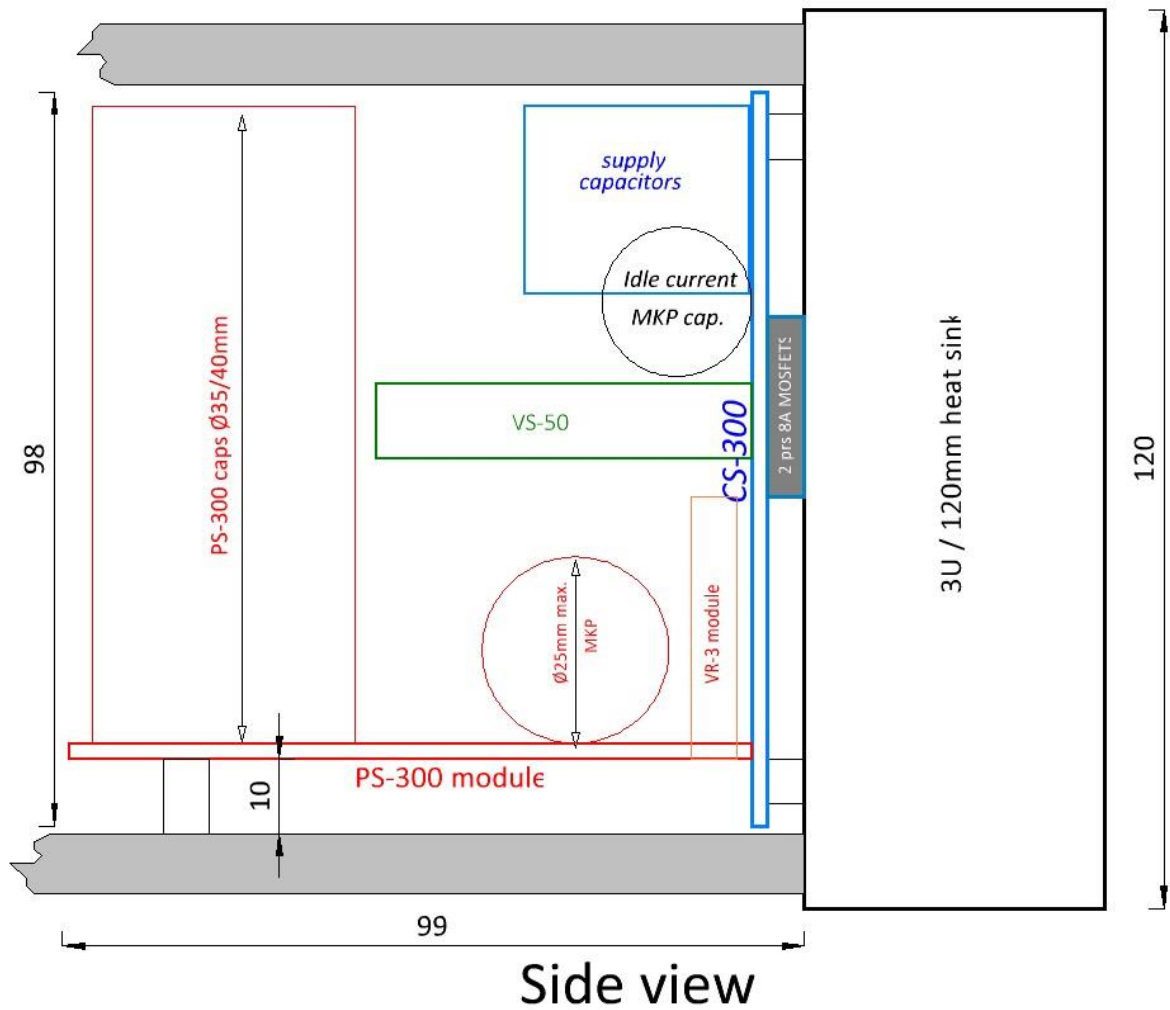 supply
capacitors
Idle current
MKP cap.
PS-300 caps Ø35/40mm
VS-50
CS-300
2 prs 8A MOSFETS
3U / 120mm heat sink
98
120
Ø25mm max.
MKP
VR-3 module
PS-300 module
10
99
Side view